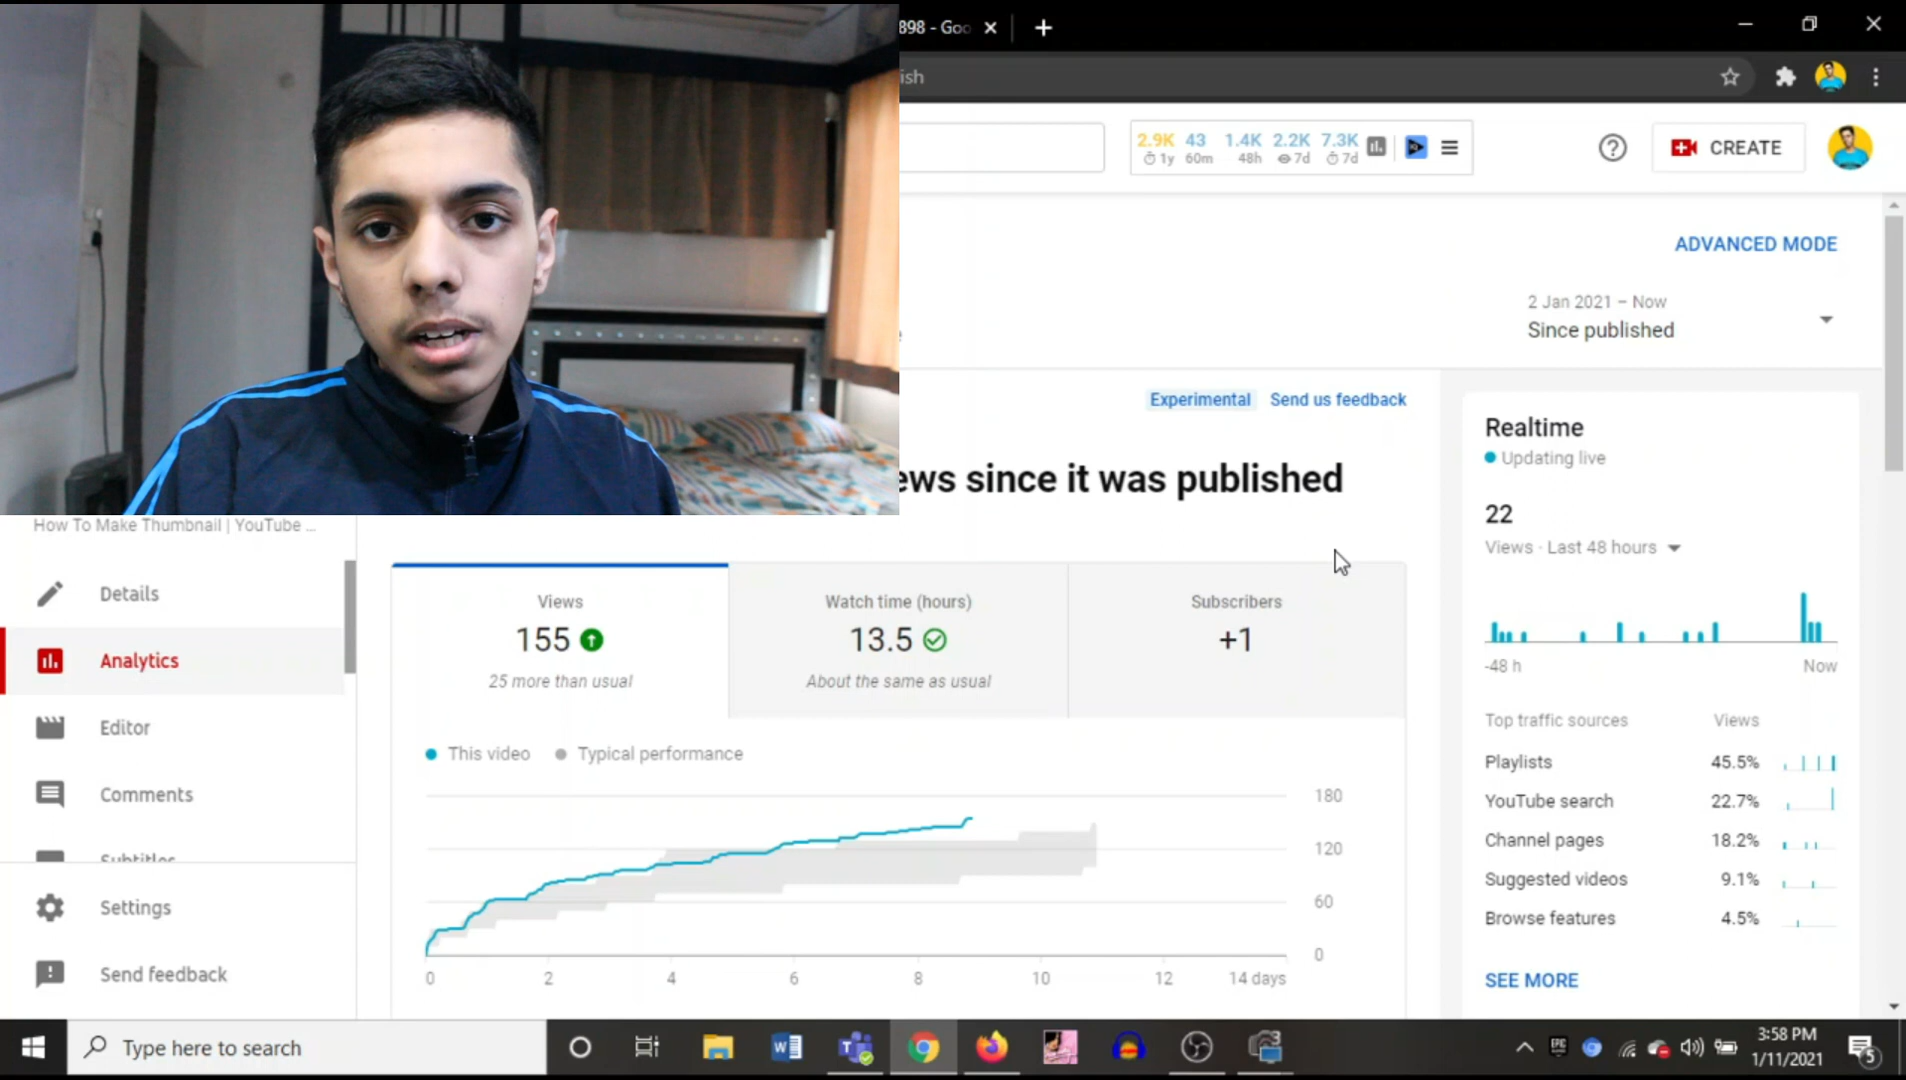 898 - Goo
ish
2.9K 43 1.4K 2.2K 7.3K
1y 60m 48h 7d 7d
CREATE
ADVANCED MODE
2 Jan 2021 – Now
Since published
Experimental Send us feedback
ews since it was published
How To Make Thumbnail | YouTube ...
Details
Analytics
Editor
Comments
Subtitles
Settings
Send feedback
Views
155
25 more than usual
Watch time (hours)
13.5
About the same as usual
Subscribers
+1
This video Typical performance
180
120
60
0
0 2 4 6 8 10 12 14 days
Realtime
Updating live
22
Views · Last 48 hours
-48 h Now
Top traffic sources Views
Playlists 45.5%
YouTube search 22.7%
Channel pages 18.2%
Suggested videos 9.1%
Browse features 4.5%
SEE MORE
Type here to search
EPIC
3:58 PM
1/11/2021
5